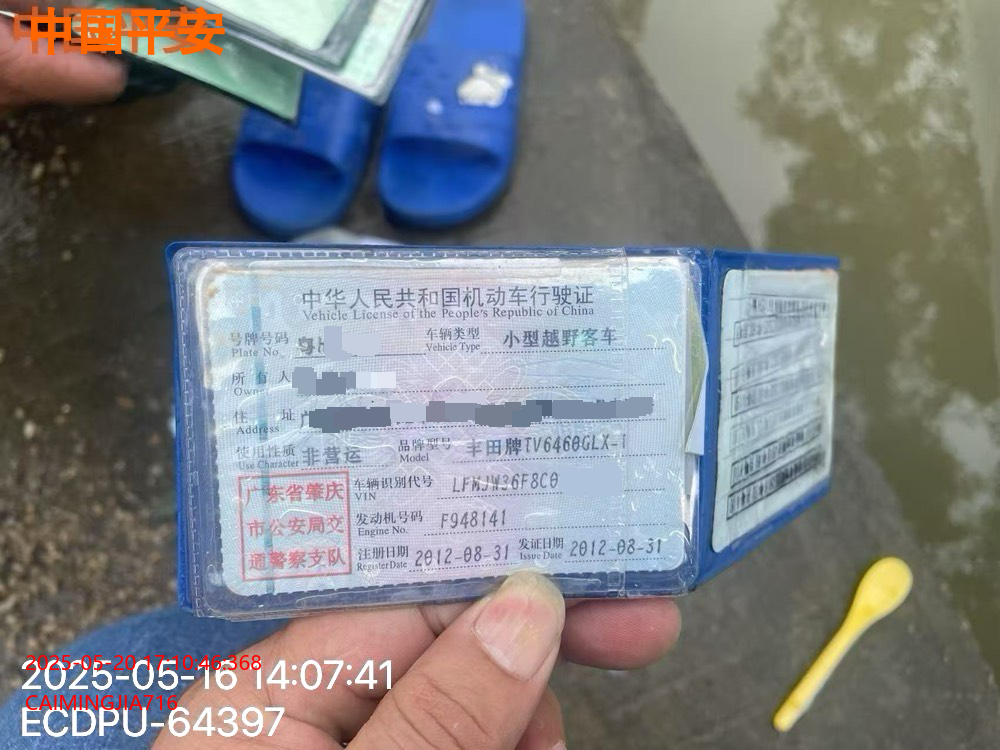 中国平安
中华人民共和国机动车行驶证
Vehicle License of the People's Republic of China
号牌号码 粤H
Plate No.
车辆类型 小型越野客车
Vehicle Type
所有人
Owner
住址
Address
使用性质 非营运
Use Character
品牌型号 丰田牌TV6460GLX-I
Model
车辆识别代号 LFMJW36F8C0
VIN
发动机号码 F948141
Engine No.
注册日期 2012-08-31
Register Date
发证日期 2012-08-31
Issue Date
广东省肇庆
市公安局交
通警察支队
2025-05-20 17:10:46.368
2025-05-16 14:07:41
CAIMINGJIA716
ECDPU-64397